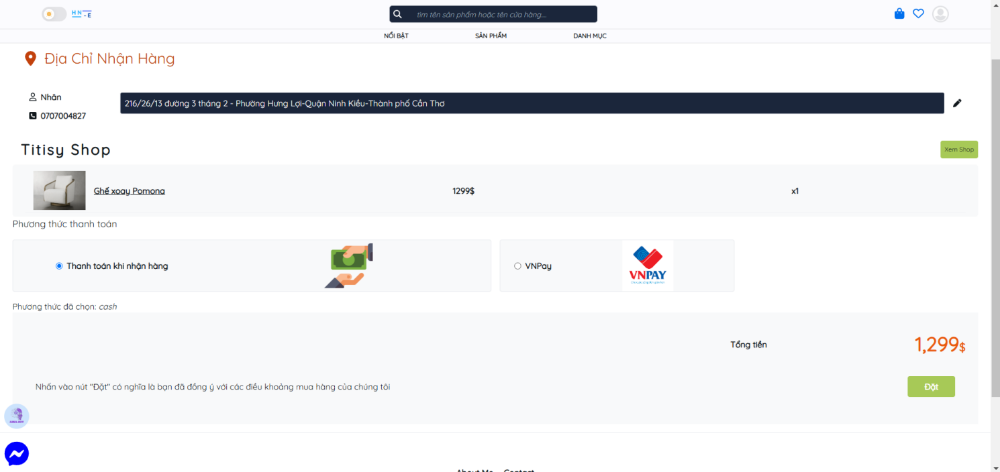 HN
- E
tìm tên sản phẩm hoặc tên cửa hàng....
NỔI BẬT
SẢN PHẨM
DANH MỤC
Địa Chỉ Nhận Hàng
Nhân
0707004827
216/26/13 đường 3 tháng 2 - Phường Hưng Lợi-Quận Ninh Kiều-Thành phố Cần Thơ
Titisy Shop
Xem Shop
Ghế xoay Pomona
1299$
x1
Phương thức thanh toán
Thanh toán khi nhận hàng
VNPay
VNPAY
Phương thức đã chọn: cash
Tổng tiền
1,299$
Nhấn vào nút "Đặt" có nghĩa là bạn đã đồng ý với các điều khoảng mua hàng của chúng tôi
Đặt
About Me
Contact